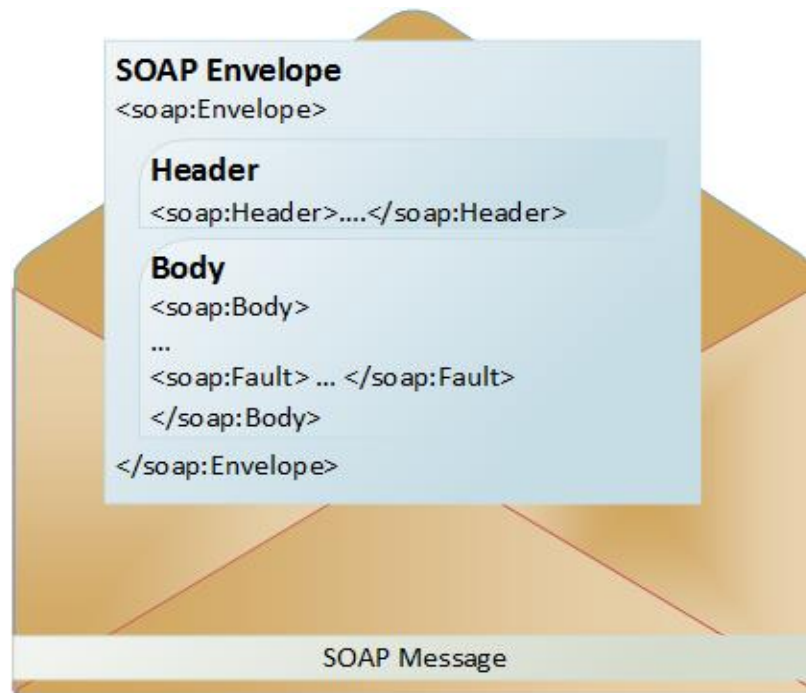 SOAP Envelope
<soap:Envelope>
Header
<soap:Header>....</soap:Header>
Body
<soap:Body>
...
<soap:Fault> ... </soap:Fault>
</soap:Body>
</soap:Envelope>
SOAP Message